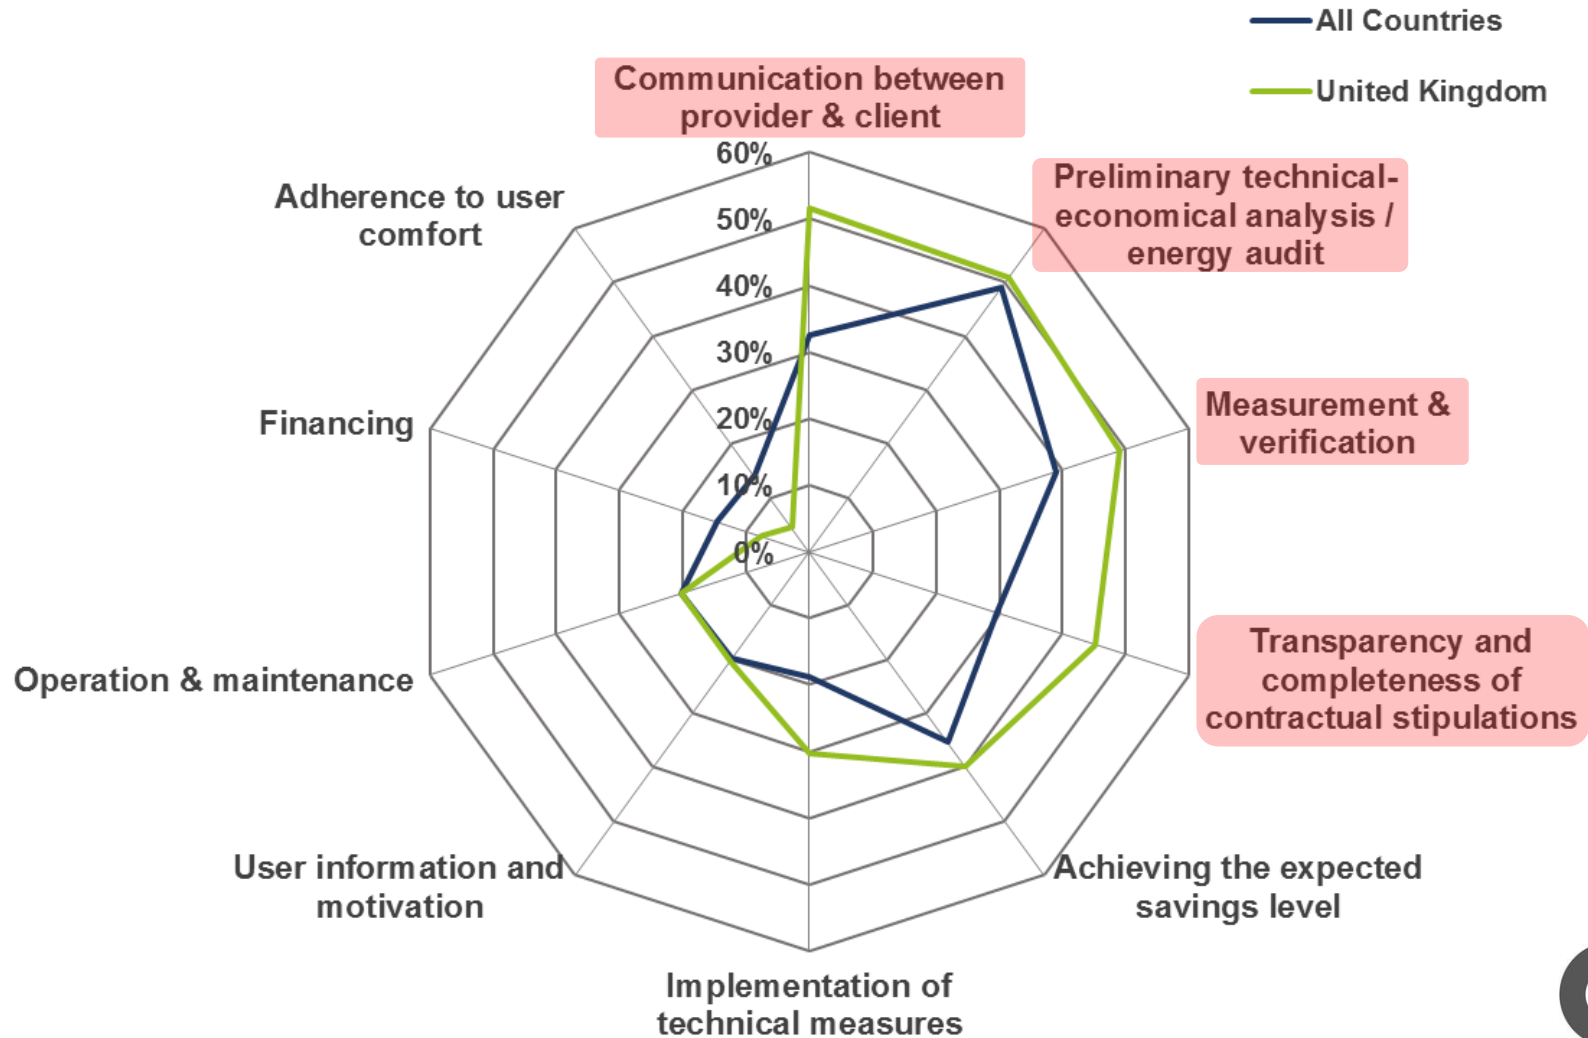 All Countries
United Kingdom
Communication between
provider & client
60%
50%
40%
30%
20%
10%
0%
Preliminary technical-
economical analysis /
energy audit
Measurement &
verification
Transparency and
completeness of
contractual stipulations
Achieving the expected
savings level
Implementation of
technical measures
User information and
motivation
Operation & maintenance
Financing
Adherence to user
comfort